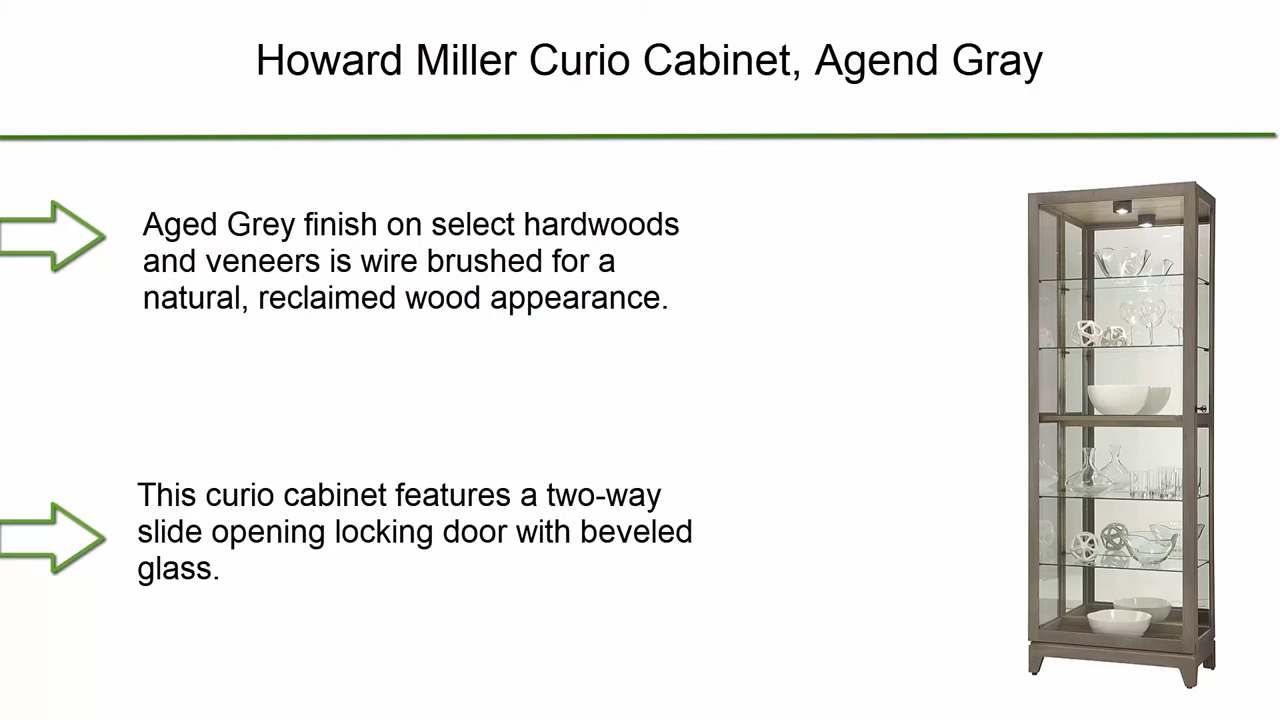 Howard Miller Curio Cabinet, Agend Gray
Aged Grey finish on select hardwoods
and veneers is wire brushed for a
natural, reclaimed wood appearance.
This curio cabinet features a two-way
slide opening locking door with beveled
glass.